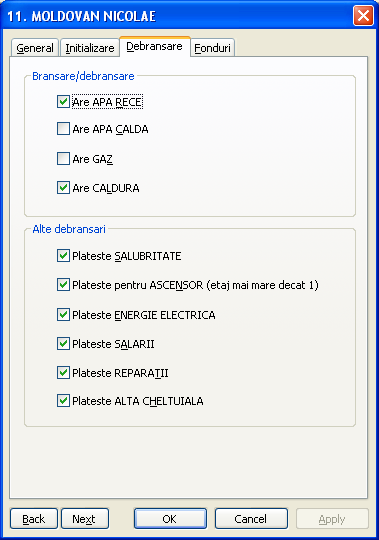 11. MOLDOVAN NICOLAE
General Initializare Debransare Fonduri
Bransare/debransare
Are APA RECE
Are APA CALDA
Are GAZ
Are CALDURA
Alte debransari
Plateste SALUBRITATE
Plateste pentru ASCENSOR (etaj mai mare decat 1)
Plateste ENERGIE ELECTRICA
Plateste SALARII
Plateste REPARATII
Plateste ALTA CHELTUIALA
Back Next OK Cancel Apply